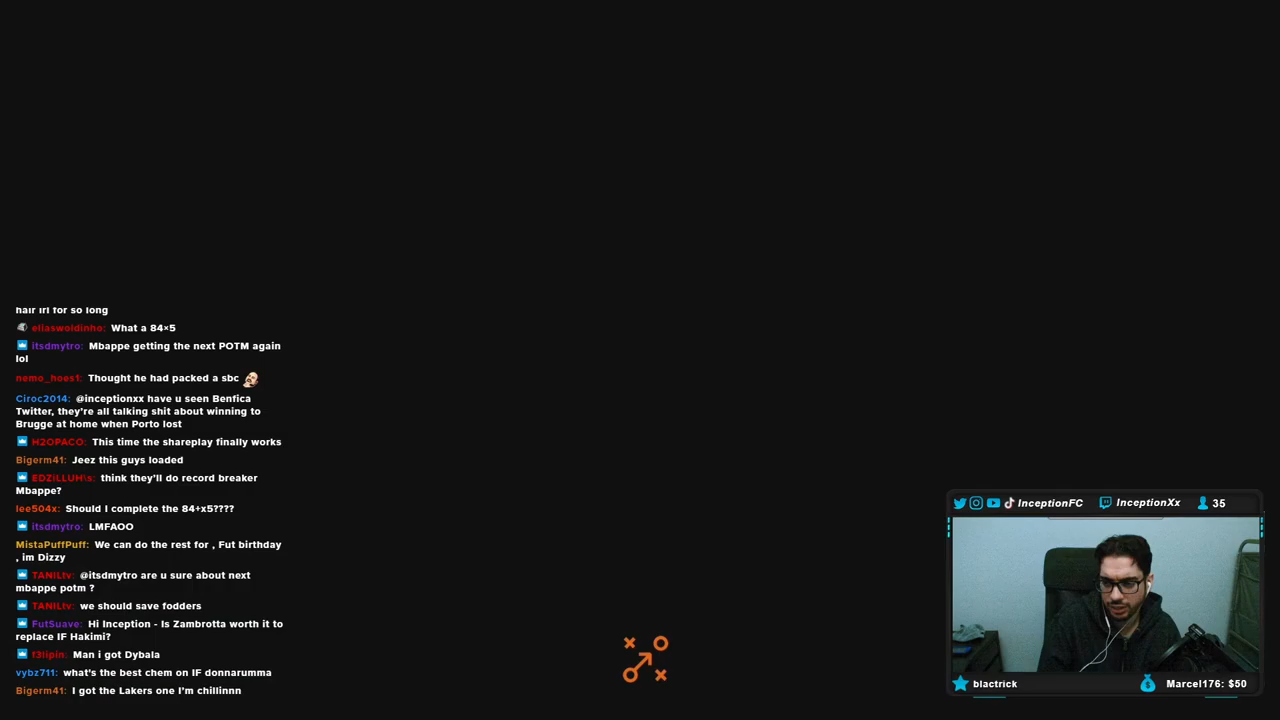 hair irl for so long
eliaswoldinho: What a 84×5
itsdmytro: Mbappe getting the next POTM again
lol
nemo_hoes1: Thought he had packed a sbc
Ciroc2014: @inceptionxx have u seen Benfica
Twitter, they're all talking shit about winning to
Brugge at home when Porto lost
H2OPACO: This time the shareplay finally works
Bigerm41: Jeez this guys loaded
EDZiLLUH\s: think they'll do record breaker
Mbappe?
lee504x: Should I complete the 84+x5????
itsdmytro: LMFAOO
MistaPuffPuff: We can do the rest for , Fut birthday
, im Dizzy
TANiLtv: @itsdmytro are u sure about next
mbappe potm ?
TANiLtv: we should save fodders
FutSuave: Hi Inception - Is Zambrotta worth it to
replace IF Hakimi?
f3lipin: Man i got Dybala
vybz711: what's the best chem on IF donnarumma
Bigerm41: I got the Lakers one I'm chillinnn
InceptionFC InceptionXx 35
blactrick Marcel176: $50